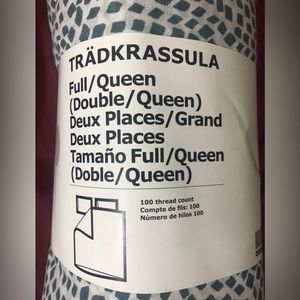 TRÄDKRASSULA
Full/Queen
(Double/Queen)
Deux Places/Grand
Deux Places
Tamaño Full/Queen
(Doble/Queen)
100 thread count
Compte de fils: 100
Número de hilos 100